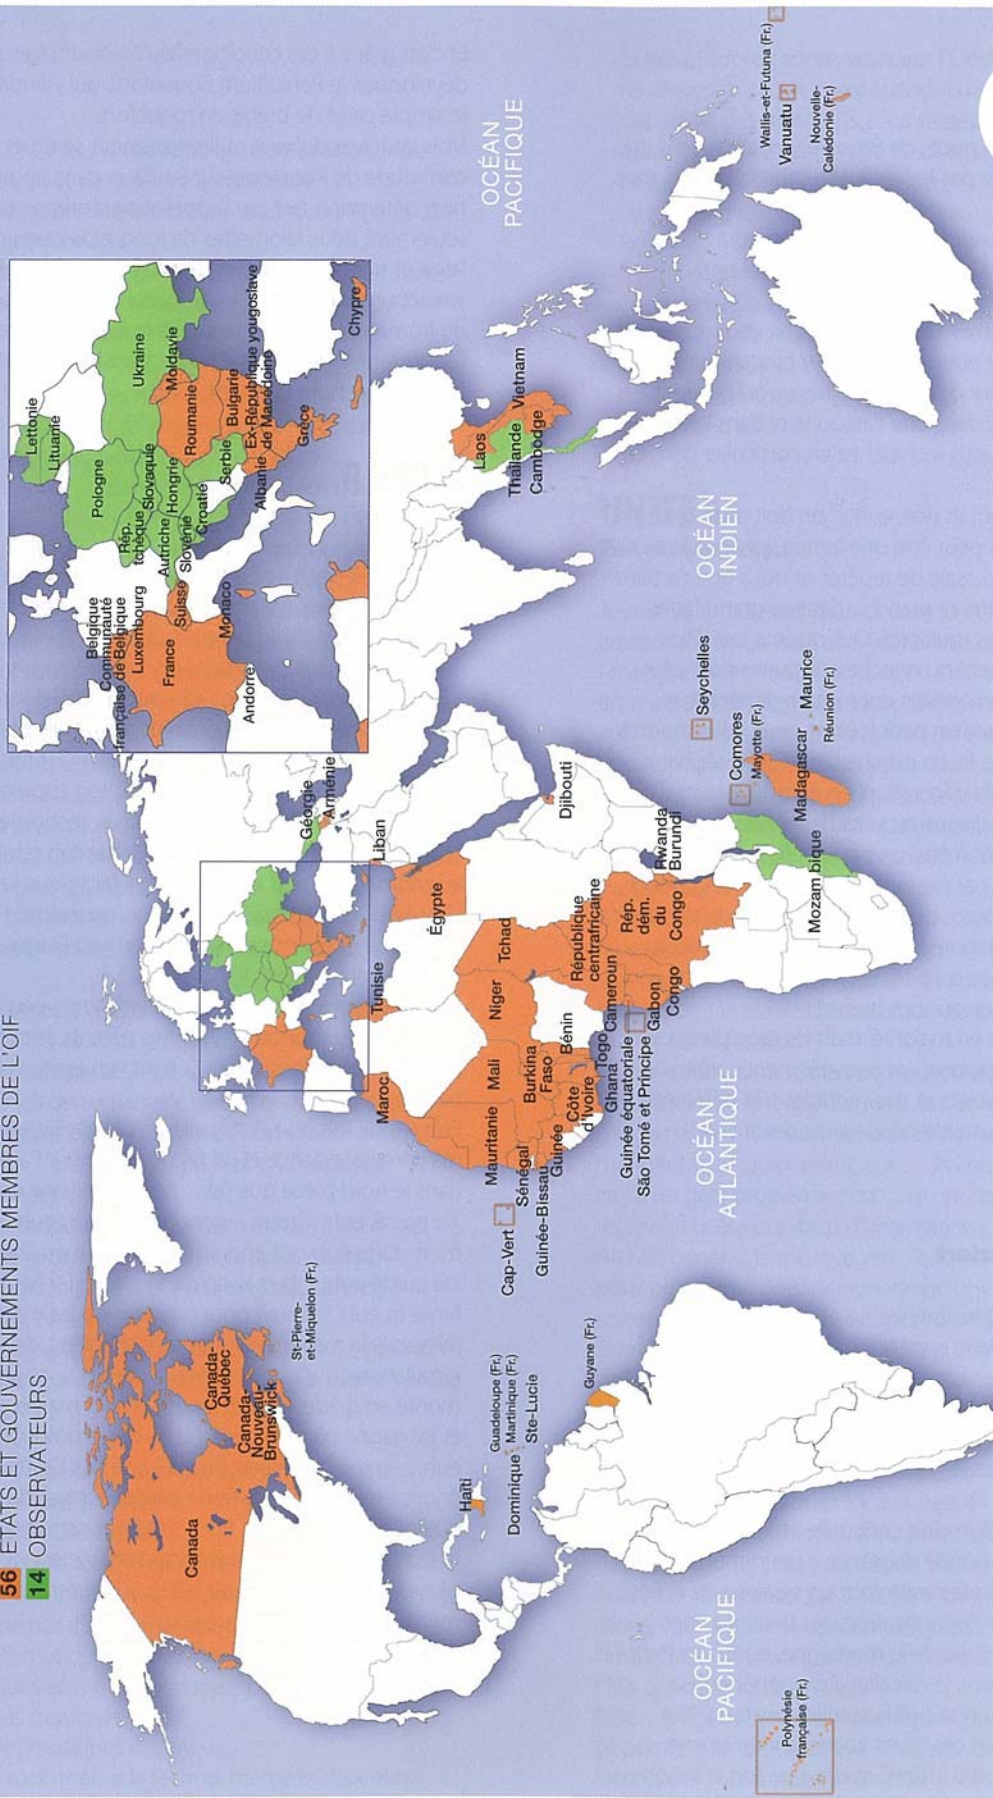 56 ÉTATS ET GOUVERNEMENTS MEMBRES DE L'OIF
14 OBSERVATEURS
Canada
Canada-
Québec
Canada-
Nouveau-
Brunswick
St-Pierre-
et-Miquelon (Fr.)
Haïti
Guadeloupe (Fr.)
Dominique
Martinique (Fr.)
Ste-Lucie
Guyane (Fr.)
OCÉAN
PACIFIQUE
Polynésie
française (Fr.)
OCÉAN
ATLANTIQUE
Maroc
Tunisie
Égypte
Liban
Géorgie
Arménie
Cap-Vert
Mauritanie
Mali
Niger
Tchad
Sénégal
Guinée-Bissau
Guinée
Burkina
Faso
Côte
d'Ivoire
Ghana
Togo
Bénin
Cameroun
République
centrafricaine
Guinée équatoriale
São Tomé et Príncipe
Gabon
Congo
Rép.
dém.
du
Congo
Rwanda
Burundi
Djibouti
Mozambique
Seychelles
Comores
Mayotte (Fr.)
Madagascar
Maurice
Réunion (Fr.)
OCÉAN
INDIEN
Laos
Vietnam
Thaïlande
Cambodge
OCÉAN
PACIFIQUE
Wallis-et-Futuna (Fr.)
Vanuatu
Nouvelle-
Calédonie (Fr.)
Lettonie
Lituanie
Pologne
Ukraine
Belgique
Communauté
française de Belgique
Luxembourg
France
Suisse
Monaco
Andorre
Rép.
tchèque
Slovaquie
Autriche
Hongrie
Slovénie
Croatie
Moldavie
Roumanie
Serbie
Bulgarie
Ex-République yougoslave
de Macédoine
Albanie
Grèce
Chypre